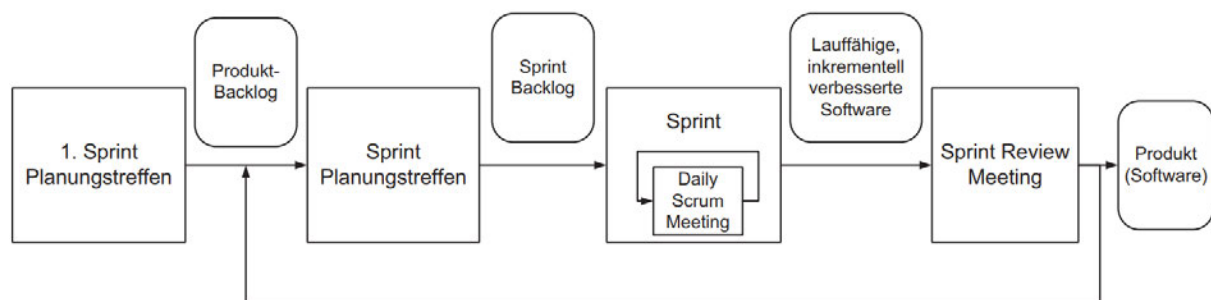 1. Sprint
Planungstreffen
Produkt-
Backlog
Sprint
Planungstreffen
Sprint
Backlog
Sprint
Daily
Scrum
Meeting
Lauffähige,
inkrementell
verbesserte
Software
Sprint Review
Meeting
Produkt
(Software)